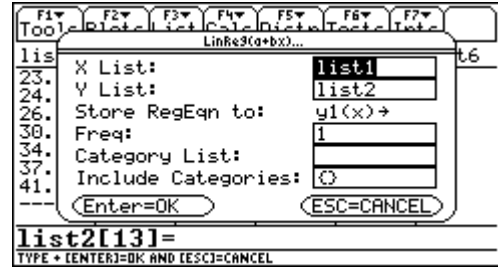 F1 F2 F3 F4 F5 F6 F7
Tools Plots List Calc Distr Tests Ints
LinReg(a+bx)...
lis t6
X List: list1
23. Y List: list2
24.
26. Store RegEqn to: y1(x)→
30. Freq: 1
34. Category List:
37.
41. Include Categories: {}
---- Enter=OK ESC=CANCEL
list2[13]=
TYPE + [ENTER]=OK AND [ESC]=CANCEL